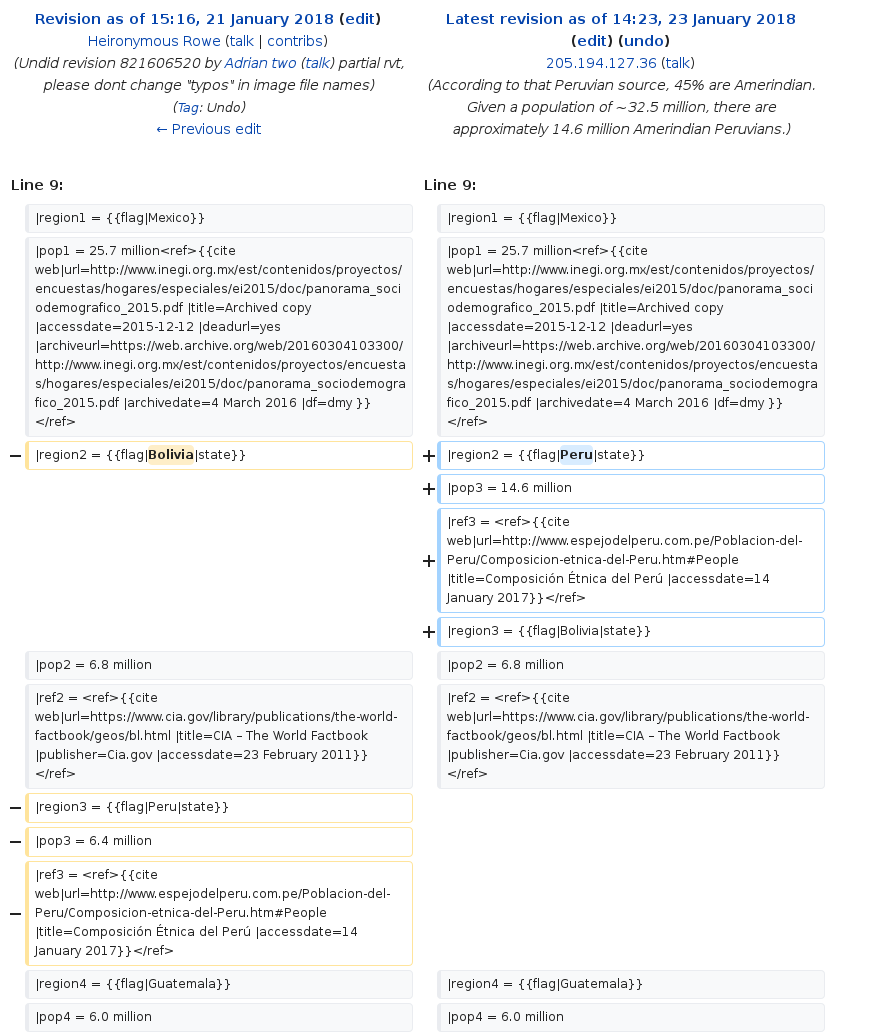 Revision as of 15:16, 21 January 2018 (edit)
Heironymous Rowe (talk | contribs)
(Undid revision 821606520 by Adrian two (talk) partial rvt,
please dont change "typos" in image file names)
(Tag: Undo)
← Previous edit
Latest revision as of 14:23, 23 January 2018
(edit) (undo)
205.194.127.36 (talk)
(According to that Peruvian source, 45% are Amerindian.
Given a population of ~32.5 million, there are
approximately 14.6 million Amerindian Peruvians.)
Line 9:
Line 9:
|region1 = {{flag|Mexico}}
|region1 = {{flag|Mexico}}
|pop1 = 25.7 million<ref>{{cite
web|url=http://www.inegi.org.mx/est/contenidos/proyectos/
encuestas/hogares/especiales/ei2015/doc/panorama_soci
odemografico_2015.pdf |title=Archived copy
|accessdate=2015-12-12 |deadurl=yes
|archiveurl=https://web.archive.org/web/20160304103300/
http://www.inegi.org.mx/est/contenidos/proyectos/encuesta
s/hogares/especiales/ei2015/doc/panorama_sociodemogra
fico_2015.pdf |archivedate=4 March 2016 |df=dmy }}
</ref>
|pop1 = 25.7 million<ref>{{cite
web|url=http://www.inegi.org.mx/est/contenidos/proyectos/
encuestas/hogares/especiales/ei2015/doc/panorama_soci
odemografico_2015.pdf |title=Archived copy
|accessdate=2015-12-12 |deadurl=yes
|archiveurl=https://web.archive.org/web/20160304103300/
http://www.inegi.org.mx/est/contenidos/proyectos/encuesta
s/hogares/especiales/ei2015/doc/panorama_sociodemogra
fico_2015.pdf |archivedate=4 March 2016 |df=dmy }}
</ref>
− |region2 = {{flag|Bolivia|state}}
+ |region2 = {{flag|Peru|state}}
+ |pop3 = 14.6 million
+ |ref3 = <ref>{{cite
web|url=http://www.espejodelperu.com.pe/Poblacion-del-
Peru/Composicion-etnica-del-Peru.htm#People
|title=Composición Étnica del Perú |accessdate=14
January 2017}}</ref>
+ |region3 = {{flag|Bolivia|state}}
|pop2 = 6.8 million
|pop2 = 6.8 million
|ref2 = <ref>{{cite
web|url=https://www.cia.gov/library/publications/the-world-
factbook/geos/bl.html |title=CIA – The World Factbook
|publisher=Cia.gov |accessdate=23 February 2011}}
</ref>
|ref2 = <ref>{{cite
web|url=https://www.cia.gov/library/publications/the-world-
factbook/geos/bl.html |title=CIA – The World Factbook
|publisher=Cia.gov |accessdate=23 February 2011}}
</ref>
− |region3 = {{flag|Peru|state}}
− |pop3 = 6.4 million
− |ref3 = <ref>{{cite
web|url=http://www.espejodelperu.com.pe/Poblacion-del-
Peru/Composicion-etnica-del-Peru.htm#People
|title=Composición Étnica del Perú |accessdate=14
January 2017}}</ref>
|region4 = {{flag|Guatemala}}
|region4 = {{flag|Guatemala}}
|pop4 = 6.0 million
|pop4 = 6.0 million